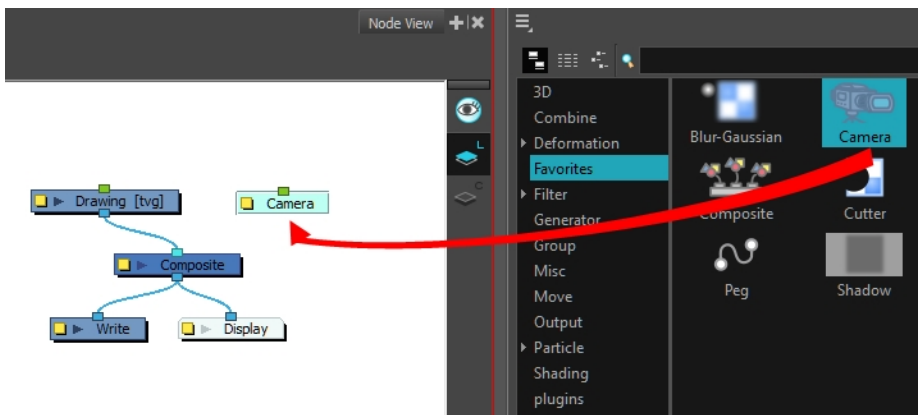 Node View
L
C
Drawing [tvg]
Camera
Composite
Write
Display
3D
Combine
Deformation
Favorites
Filter
Generator
Group
Misc
Move
Output
Particle
Shading
plugins
Blur-Gaussian
Camera
Composite
Cutter
Peg
Shadow